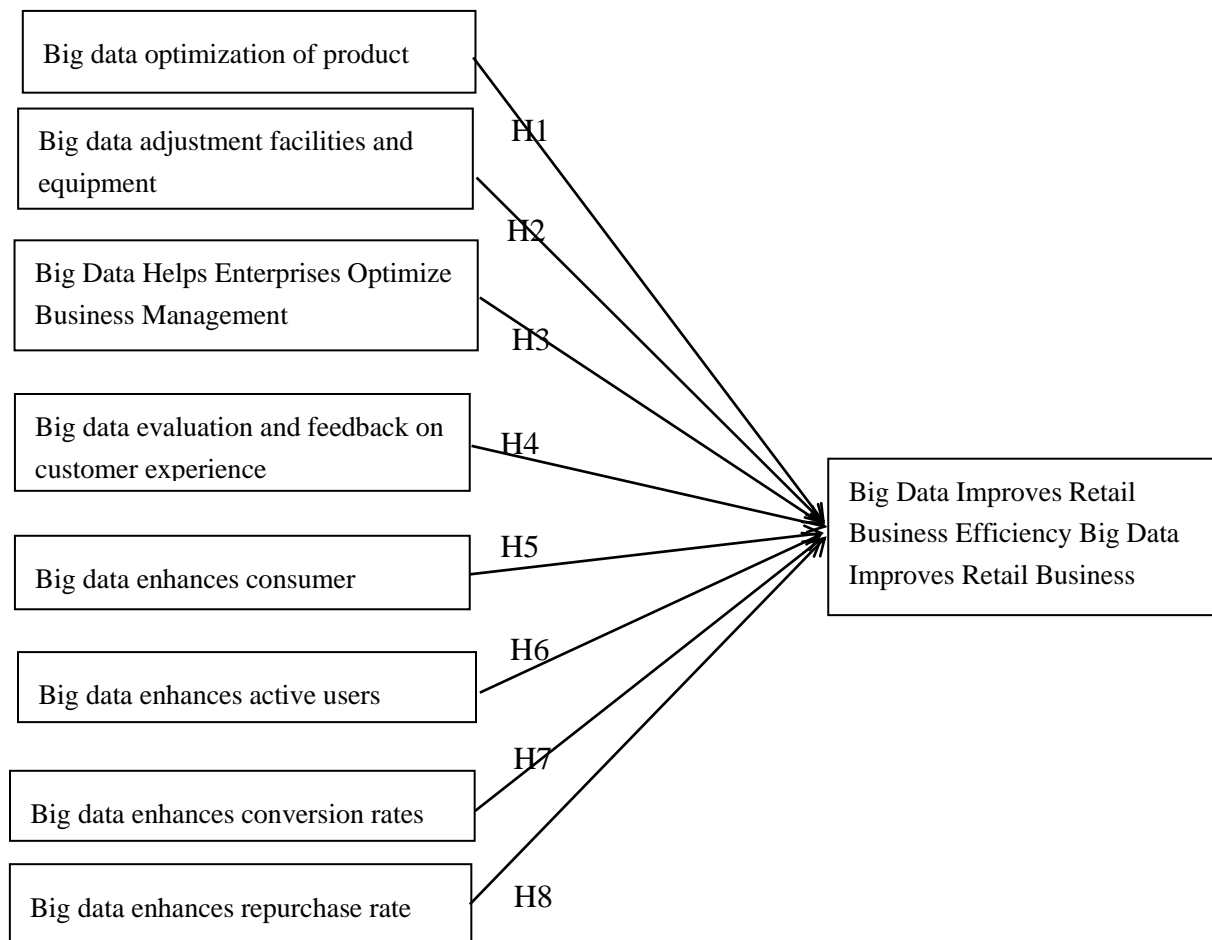 Big data optimization of product
H1
Big data adjustment facilities and
equipment
H2
Big Data Helps Enterprises Optimize
Business Management
H3
Big data evaluation and feedback on
customer experience
H4
Big data enhances consumer
H5
Big data enhances active users
H6
Big data enhances conversion rates
H7
Big data enhances repurchase rate
H8
Big Data Improves Retail
Business Efficiency Big Data
Improves Retail Business